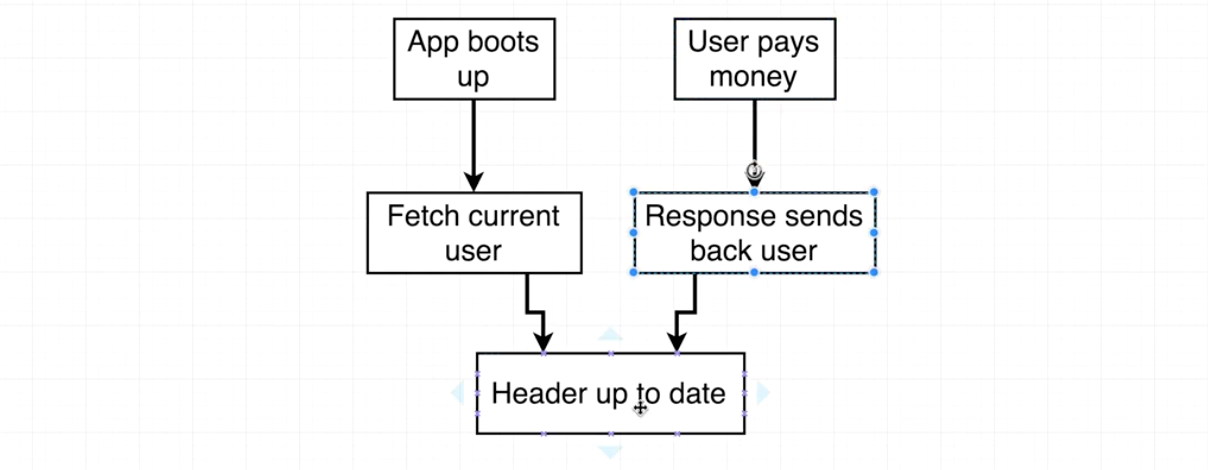 App boots
up
User pays
money
Fetch current
user
Response sends
back user
Header up to date